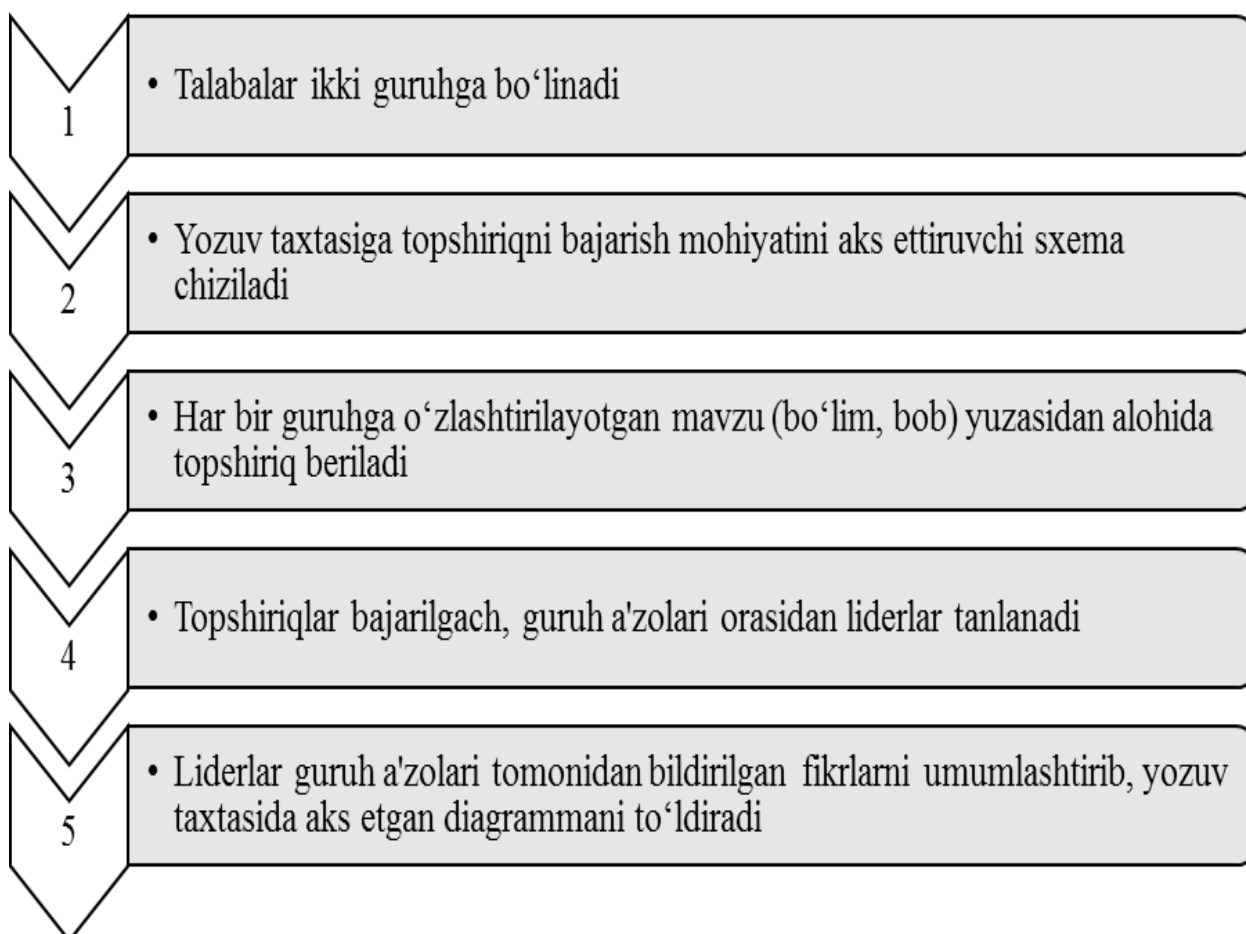 1
• Talabalar ikki guruhga bo‘linadi
2
• Yozuv taxtasiga topshiriqni bajarish mohiyatini aks ettiruvchi sxema
chiziladi
3
• Har bir guruhga o‘zlashtirilayotgan mavzu (bo‘lim, bob) yuzasidan alohida
topshiriq beriladi
4
• Topshiriqlar bajarilgach, guruh a'zolari orasidan liderlar tanlanadi
5
• Liderlar guruh a'zolari tomonidan bildirilgan fikrlarni umumlashtirib, yozuv
taxtasida aks etgan diagrammani to‘ldiradi